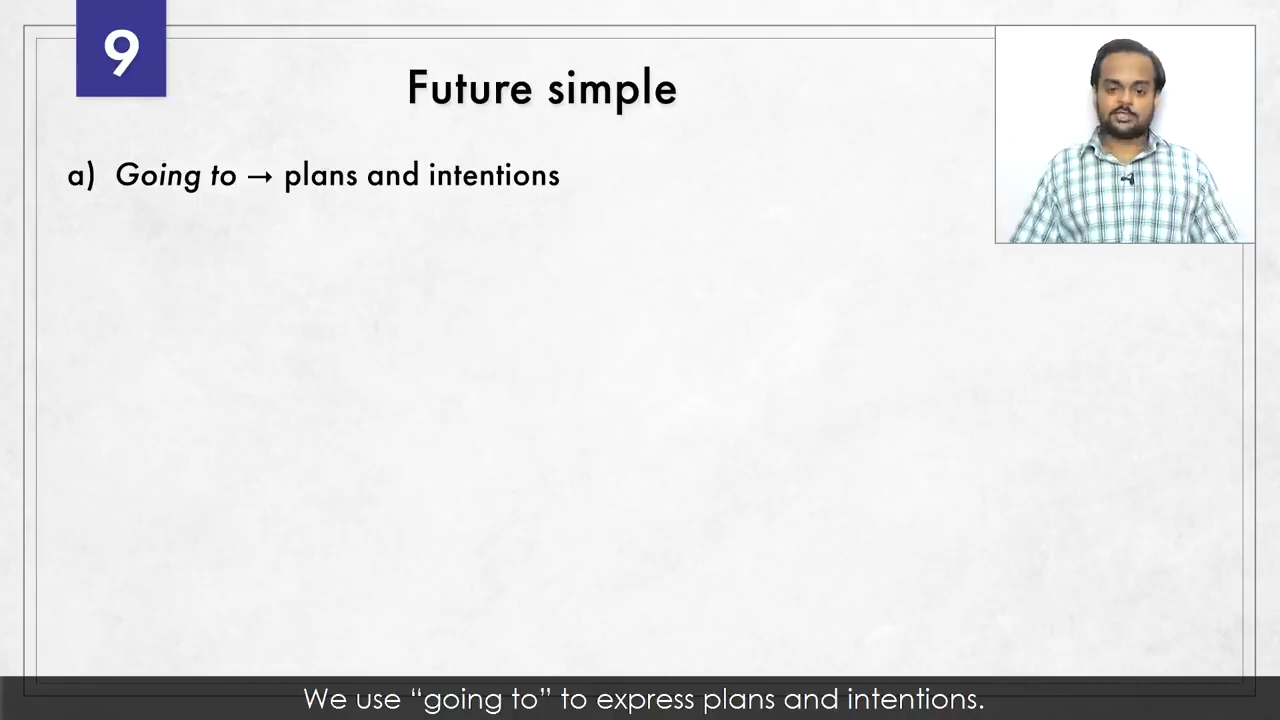 9
Future simple
a) Going to → plans and intentions
We use “going to” to express plans and intentions.